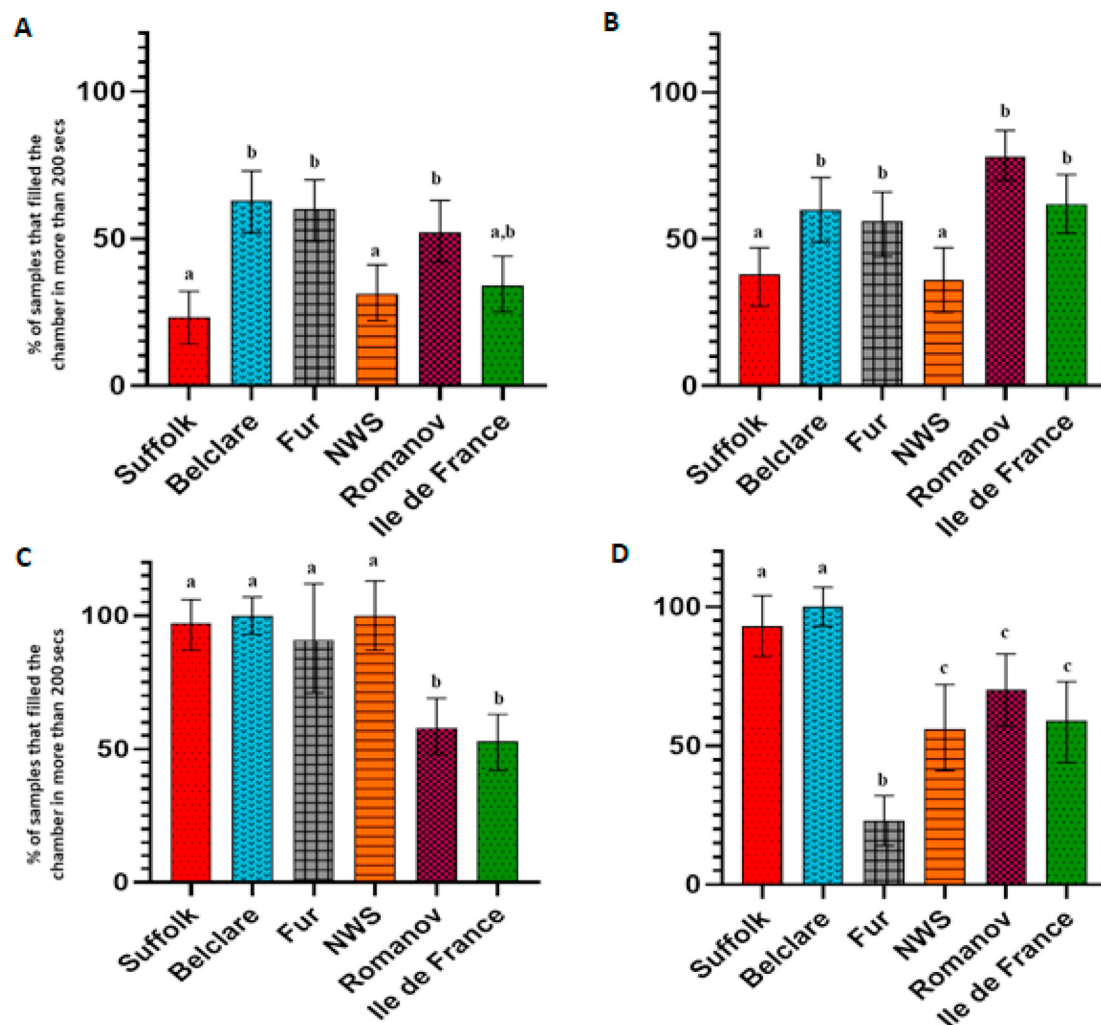 A
% of samples that filled the
chamber in more than 200 secs
100
50
0
a
b
b
a
b
a,b
Suffolk
Belclare
Fur
NWS
Romanov
Ile de France
B
100
50
0
a
b
b
a
b
b
Suffolk
Belclare
Fur
NWS
Romanov
Ile de France
C
% of samples that filled the
chamber in more than 200 secs
100
50
0
a
a
a
a
b
b
Suffolk
Belclare
Fur
NWS
Romanov
Ile de France
D
100
50
0
a
a
b
c
c
c
Suffolk
Belclare
Fur
NWS
Romanov
Ile de France